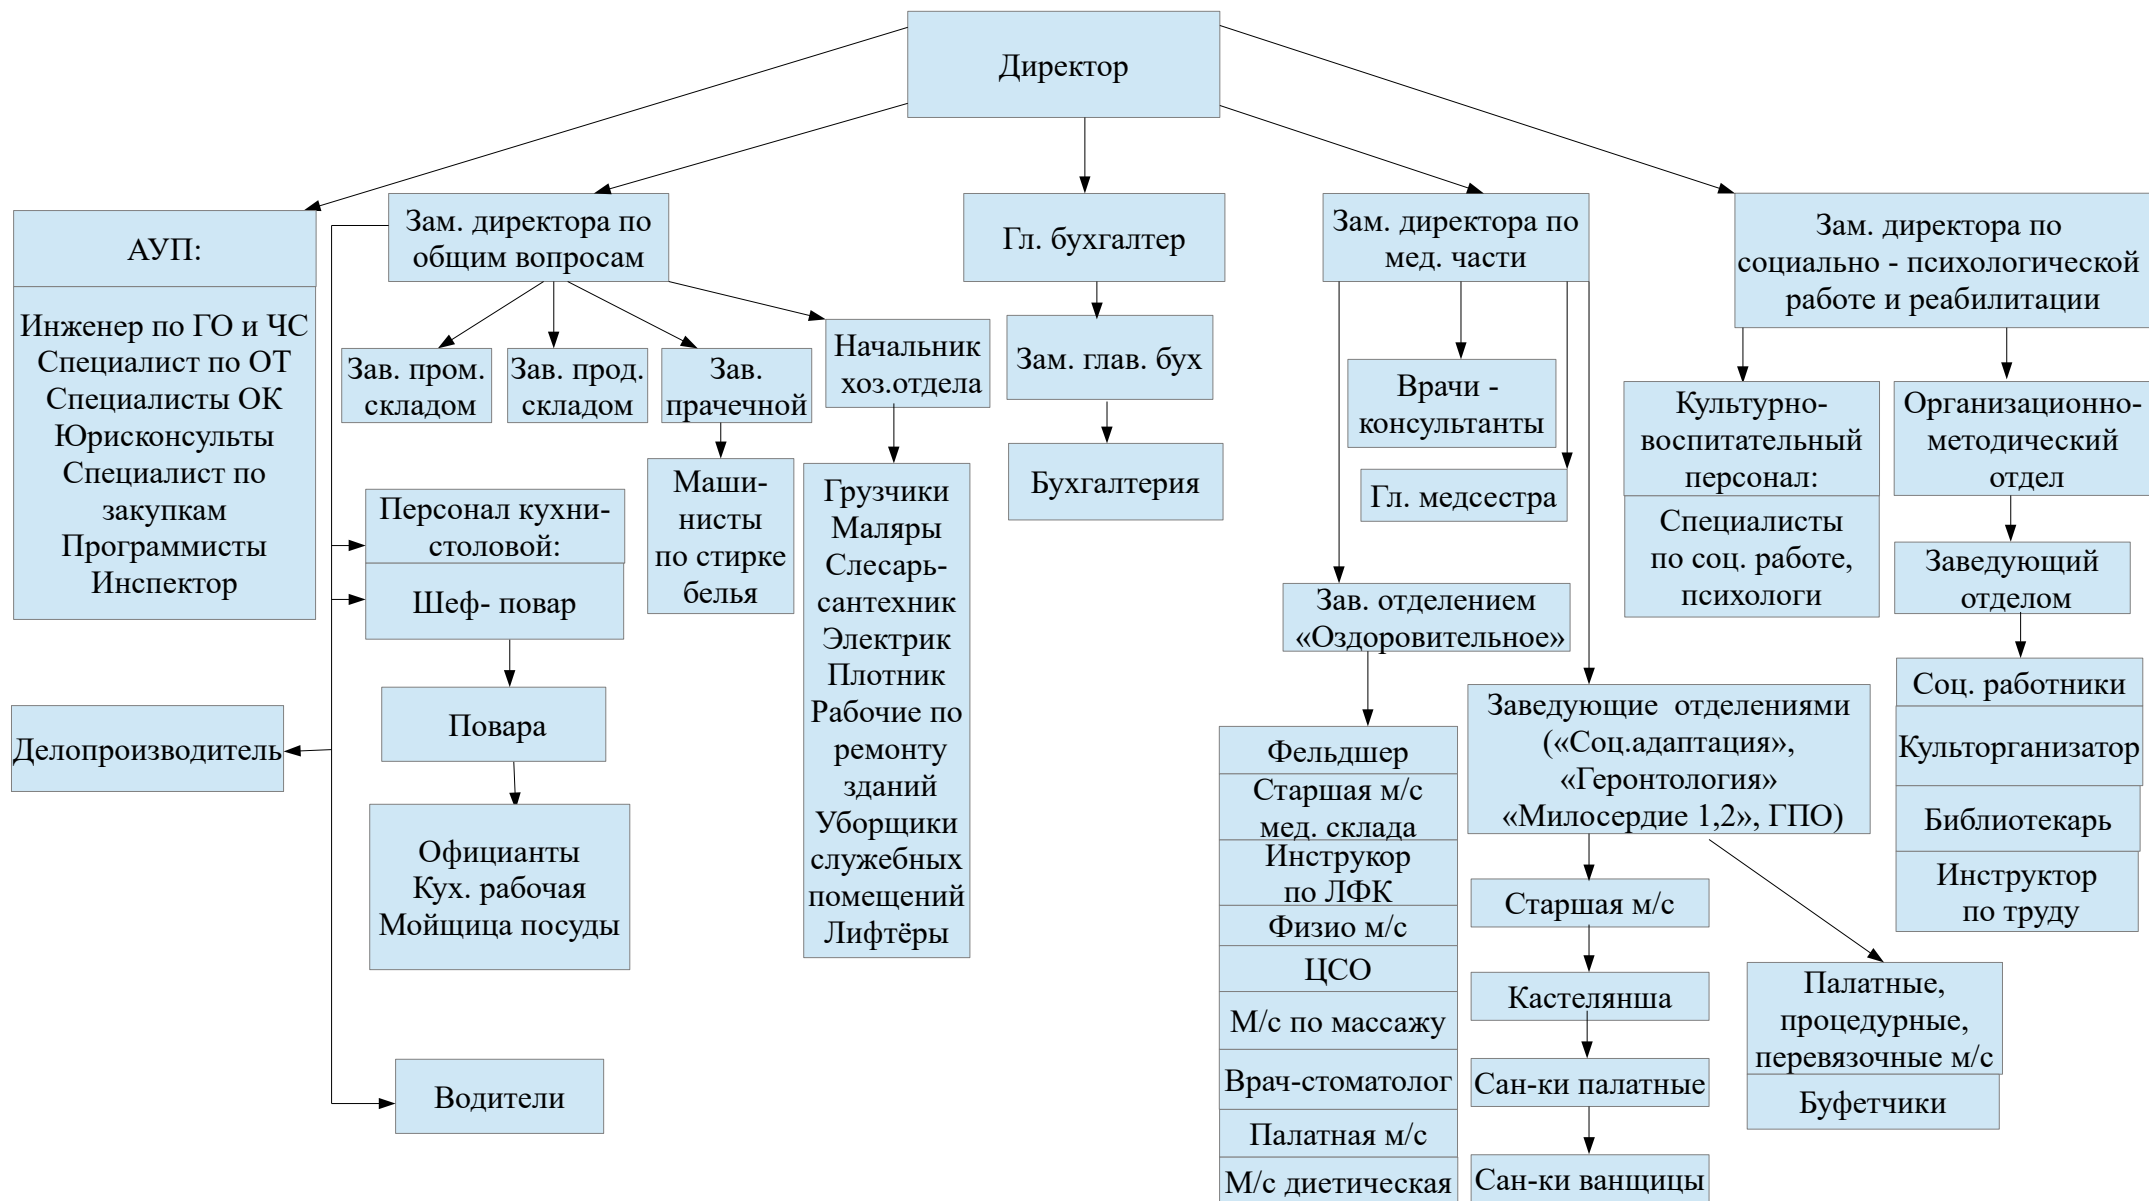 Директор
АУП:
Инженер по ГО и ЧС
Специалист по ОТ
Специалисты ОК
Юрисконсульты
Специалист по
закупкам
Программисты
Инспектор
Зам. директора по
общим вопросам
Гл. бухгалтер
Зам. директора по
мед. части
Зам. директора по
социально - психологической
работе и реабилитации
Зав. пром.
складом
Зав. прод.
складом
Зав.
прачечной
Начальник
хоз.отдела
Зам. глав. бух
Врачи -
консультанты
Культурно-
воспитательный
персонал:
Специалисты
по соц. работе,
психологи
Организационно-
методический
отдел
Персонал кухни-
столовой:
Шеф- повар
Маши-
нисты
по стирке
белья
Грузчики
Маляры
Слесарь-
сантехник
Электрик
Плотник
Рабочие по
ремонту
зданий
Уборщики
служебных
помещений
Лифтёры
Бухгалтерия
Гл. медсестра
Заведующий
отделом
Зав. отделением
«Оздоровительное»
Делопроизводитель
Повара
Официанты
Кух. рабочая
Мойщица посуды
Водители
Фельдшер
Старшая м/с
мед. склада
Инструкор
по ЛФК
Физио м/с
ЦСО
М/с по массажу
Врач-стоматолог
Палатная м/с
М/с диетическая
Заведующие отделениями
(«Соц.адаптация»,
«Геронтология»
«Милосердие 1,2», ГПО)
Старшая м/с
Кастелянша
Сан-ки палатные
Сан-ки ванщицы
Палатные,
процедурные,
перевязочные м/с
Буфетчики
Соц. работники
Культорганизатор
Библиотекарь
Инструктор
по труду